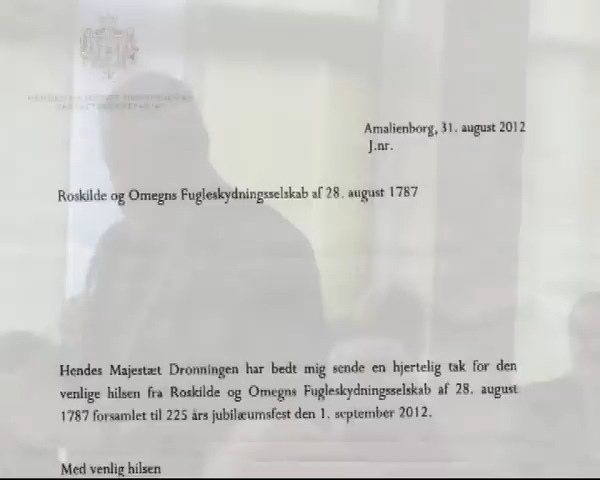 Amalienborg, 31. august 2012
J.nr.
Roskilde og Omegns Fugleskydningsselskab af 28. august 1787
Hendes Majestæt Dronningen har bedt mig sende en hjertelig tak for den
venlige hilsen fra Roskilde og Omegns Fugleskydningsselskab af 28. august
1787 forsamlet til 225 års jubilæumsfest den 1. september 2012.
Med venlig hilsen